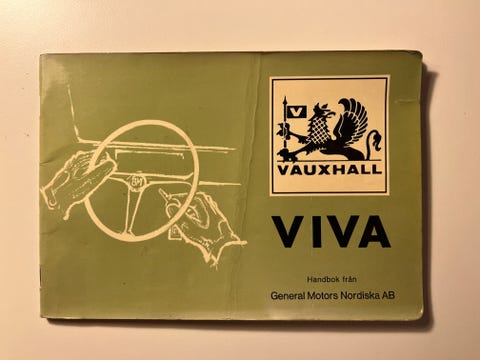 V
VAUXHALL
VIVA
Handbok från
General Motors Nordiska AB